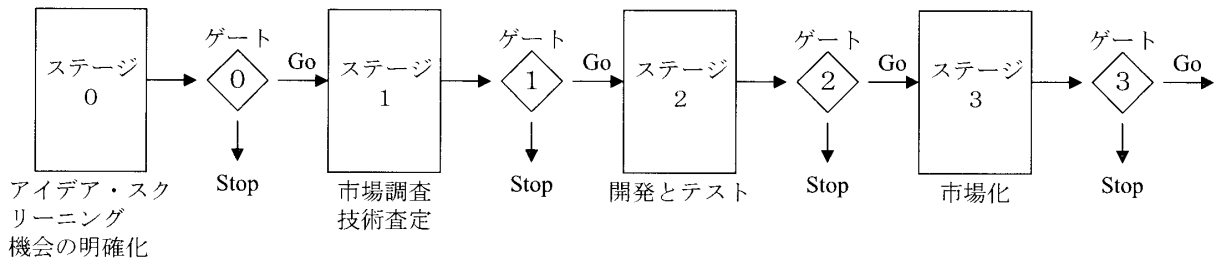 ステージ
0
ゲート
0
Go
Stop
アイデア・スク
リーニング
機会の明確化
ステージ
1
ゲート
1
Go
Stop
市場調査
技術査定
ステージ
2
ゲート
2
Go
Stop
開発とテスト
ステージ
3
ゲート
3
Go
Stop
市場化